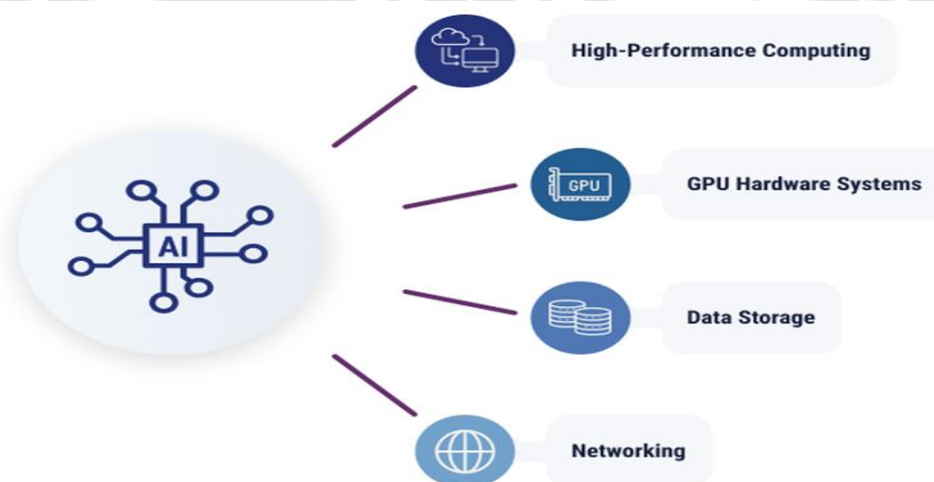 High-Performance Computing
GPU
GPU Hardware Systems
AI
Data Storage
Networking